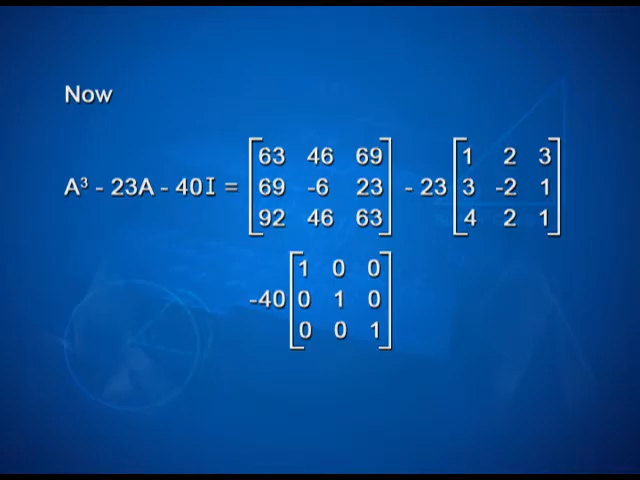 Now
63 46 69 1 2 3
A³ - 23A - 40I = 69 -6 23 - 23 3 -2 1
92 46 63 4 2 1
1 0 0
-40 0 1 0
0 0 1